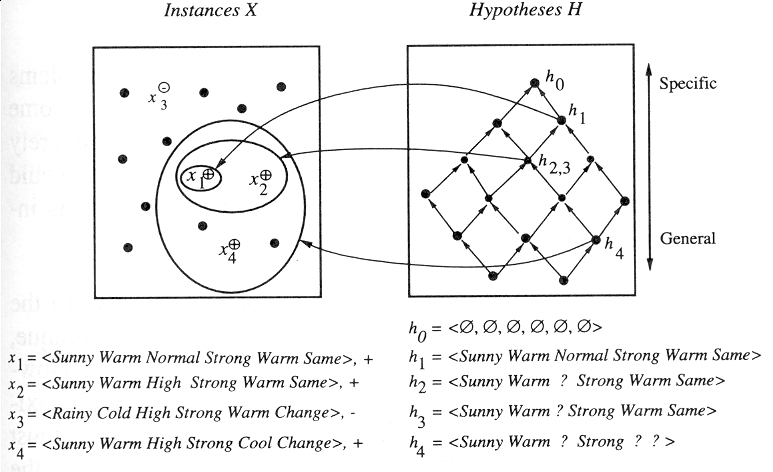 Instances X
Hypotheses H
x3 ⊖
x1 ⊕
x2 ⊕
x4 ⊕
h0
h1
h2,3
h4
Specific
General
x1 = <Sunny Warm Normal Strong Warm Same>, +
x2 = <Sunny Warm High Strong Warm Same>, +
x3 = <Rainy Cold High Strong Warm Change>, -
x4 = <Sunny Warm High Strong Cool Change>, +
h0 = <∅, ∅, ∅, ∅, ∅, ∅>
h1 = <Sunny Warm Normal Strong Warm Same>
h2 = <Sunny Warm ? Strong Warm Same>
h3 = <Sunny Warm ? Strong Warm Same>
h4 = <Sunny Warm ? Strong ? ? >